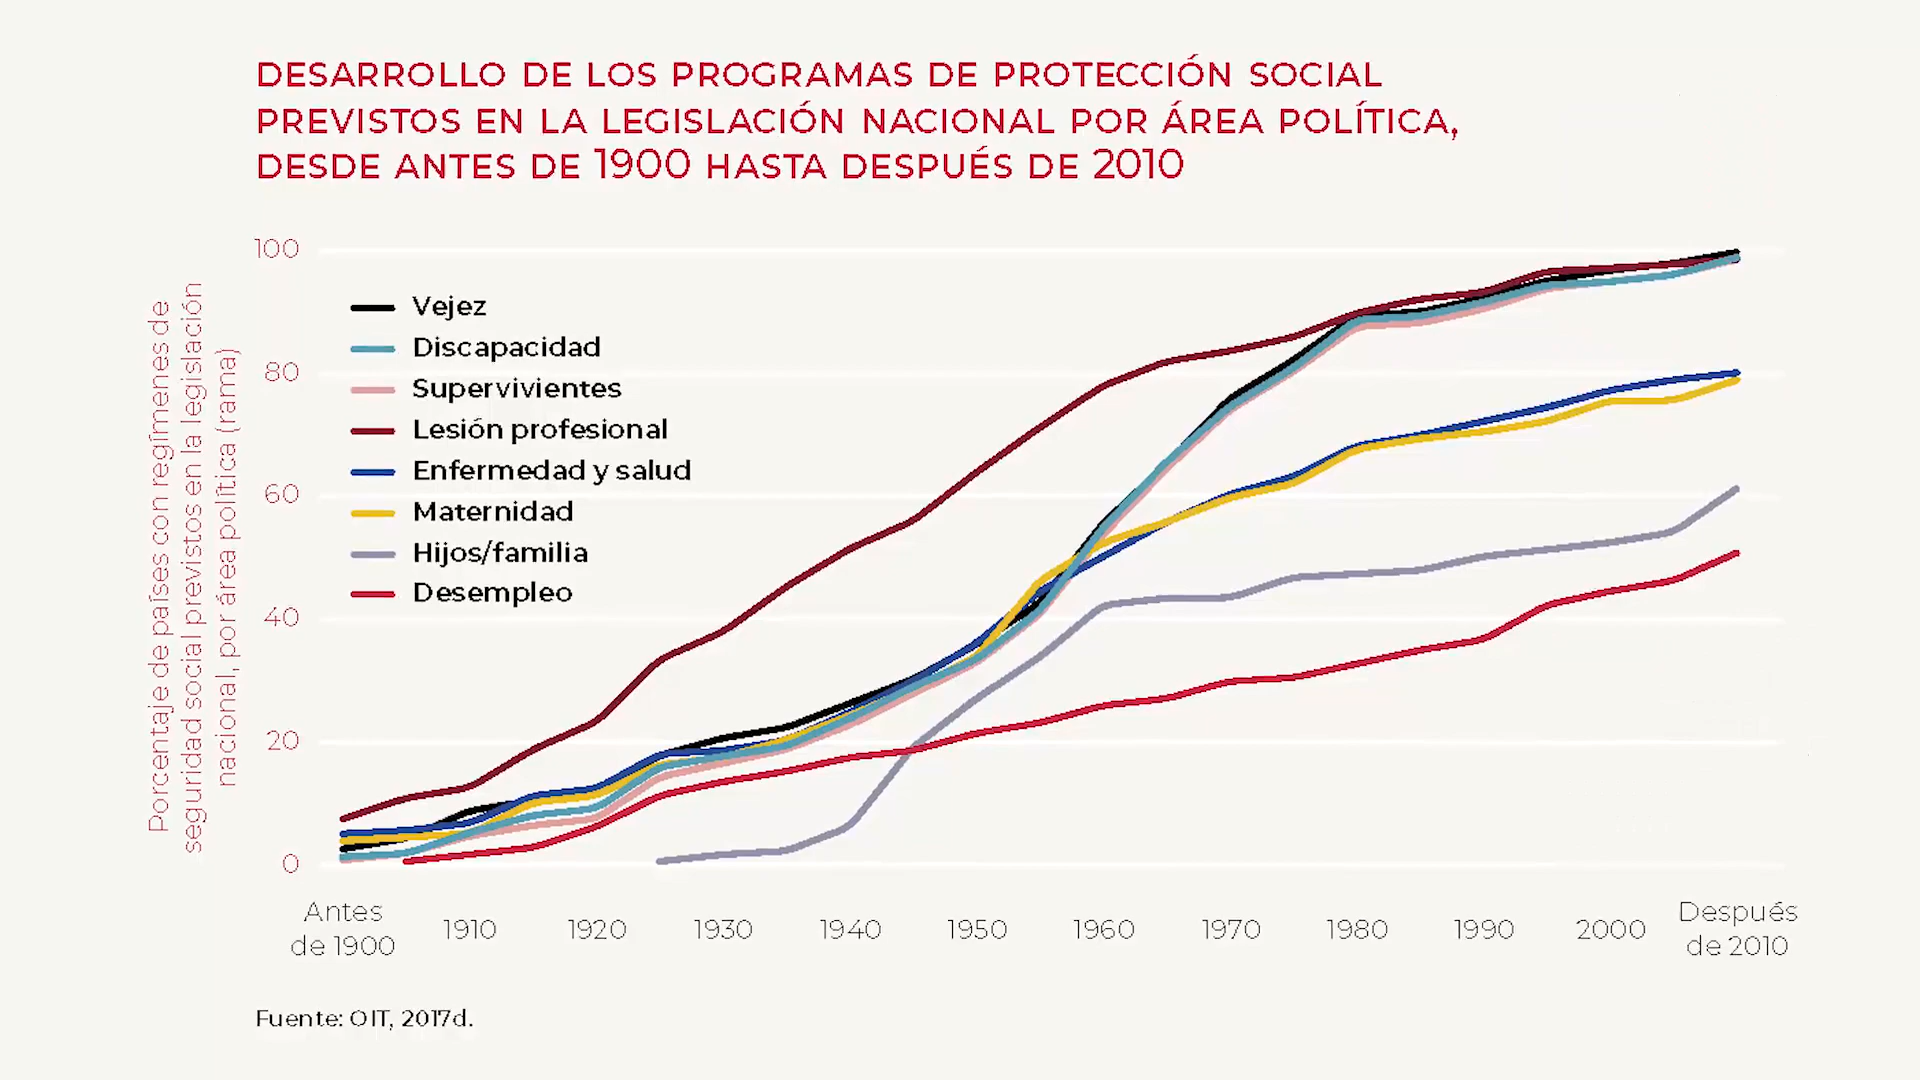 DESARROLLO DE LOS PROGRAMAS DE PROTECCIÓN SOCIAL
PREVISTOS EN LA LEGISLACIÓN NACIONAL POR ÁREA POLÍTICA,
DESDE ANTES DE 1900 HASTA DESPUÉS DE 2010
Porcentaje de países con regímenes de
seguridad social previstos en la legislación
nacional, por área política (rama)
100
80
60
40
20
0
Vejez
Discapacidad
Supervivientes
Lesión profesional
Enfermedad y salud
Maternidad
Hijos/familia
Desempleo
Antes
de 1900
1910
1920
1930
1940
1950
1960
1970
1980
1990
2000
Después
de 2010
Fuente: OIT, 2017d.